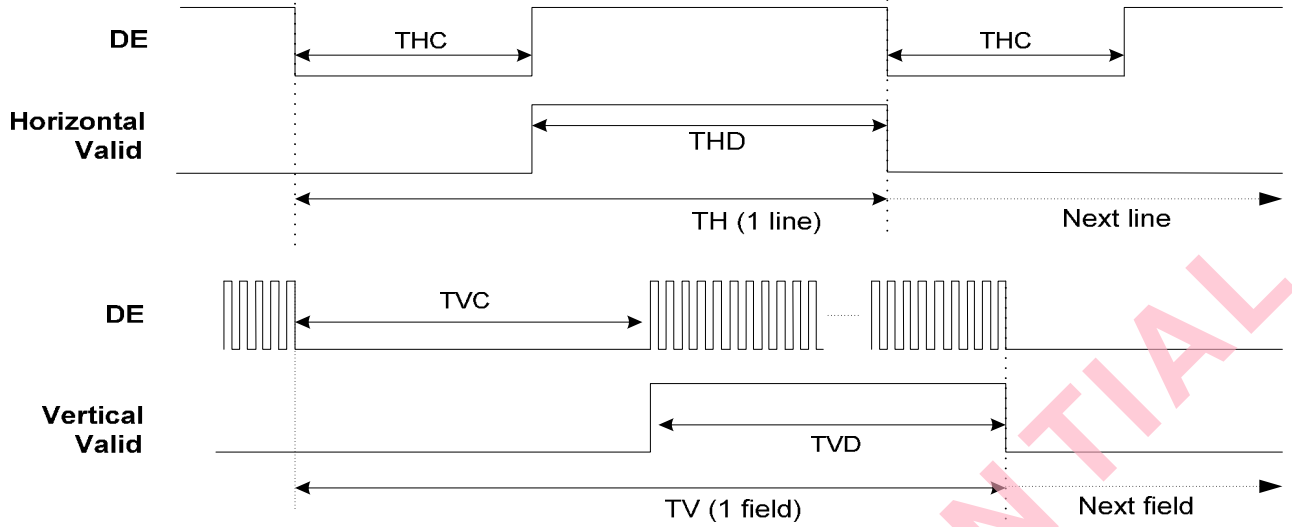 DE
THC
THC
Horizontal
Valid
THD
TH (1 line)
Next line
DE
TVC
Vertical
Valid
TVD
TV (1 field)
Next field
NTIAL